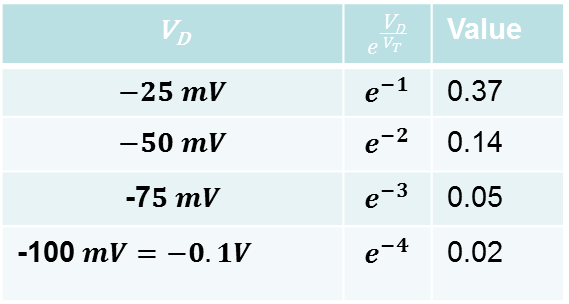 V_D e^{V_D/V_T} Value
−25 mV e^{−1} 0.37
−50 mV e^{−2} 0.14
-75 mV e^{−3} 0.05
-100 mV = −0.1V e^{−4} 0.02